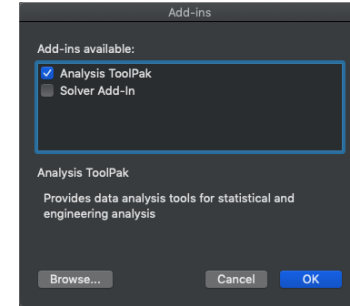 Add-ins
Add-ins available:
Analysis ToolPak
Solver Add-In
Analysis ToolPak
Provides data analysis tools for statistical and
engineering analysis
Browse...
Cancel
OK